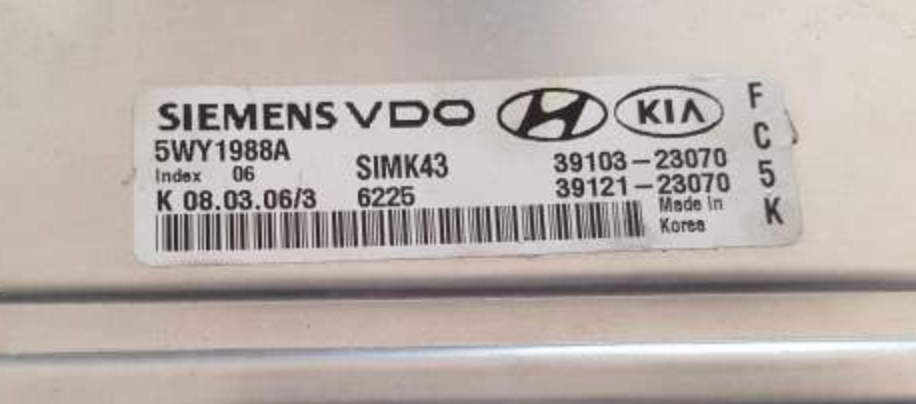 SIEMENS VDO KIA
5WY1988A
Index 06
SIMK43
39103-23070
K 08.03.06/3
6225
39121-23070
Made In
Korea
F
C
5
K